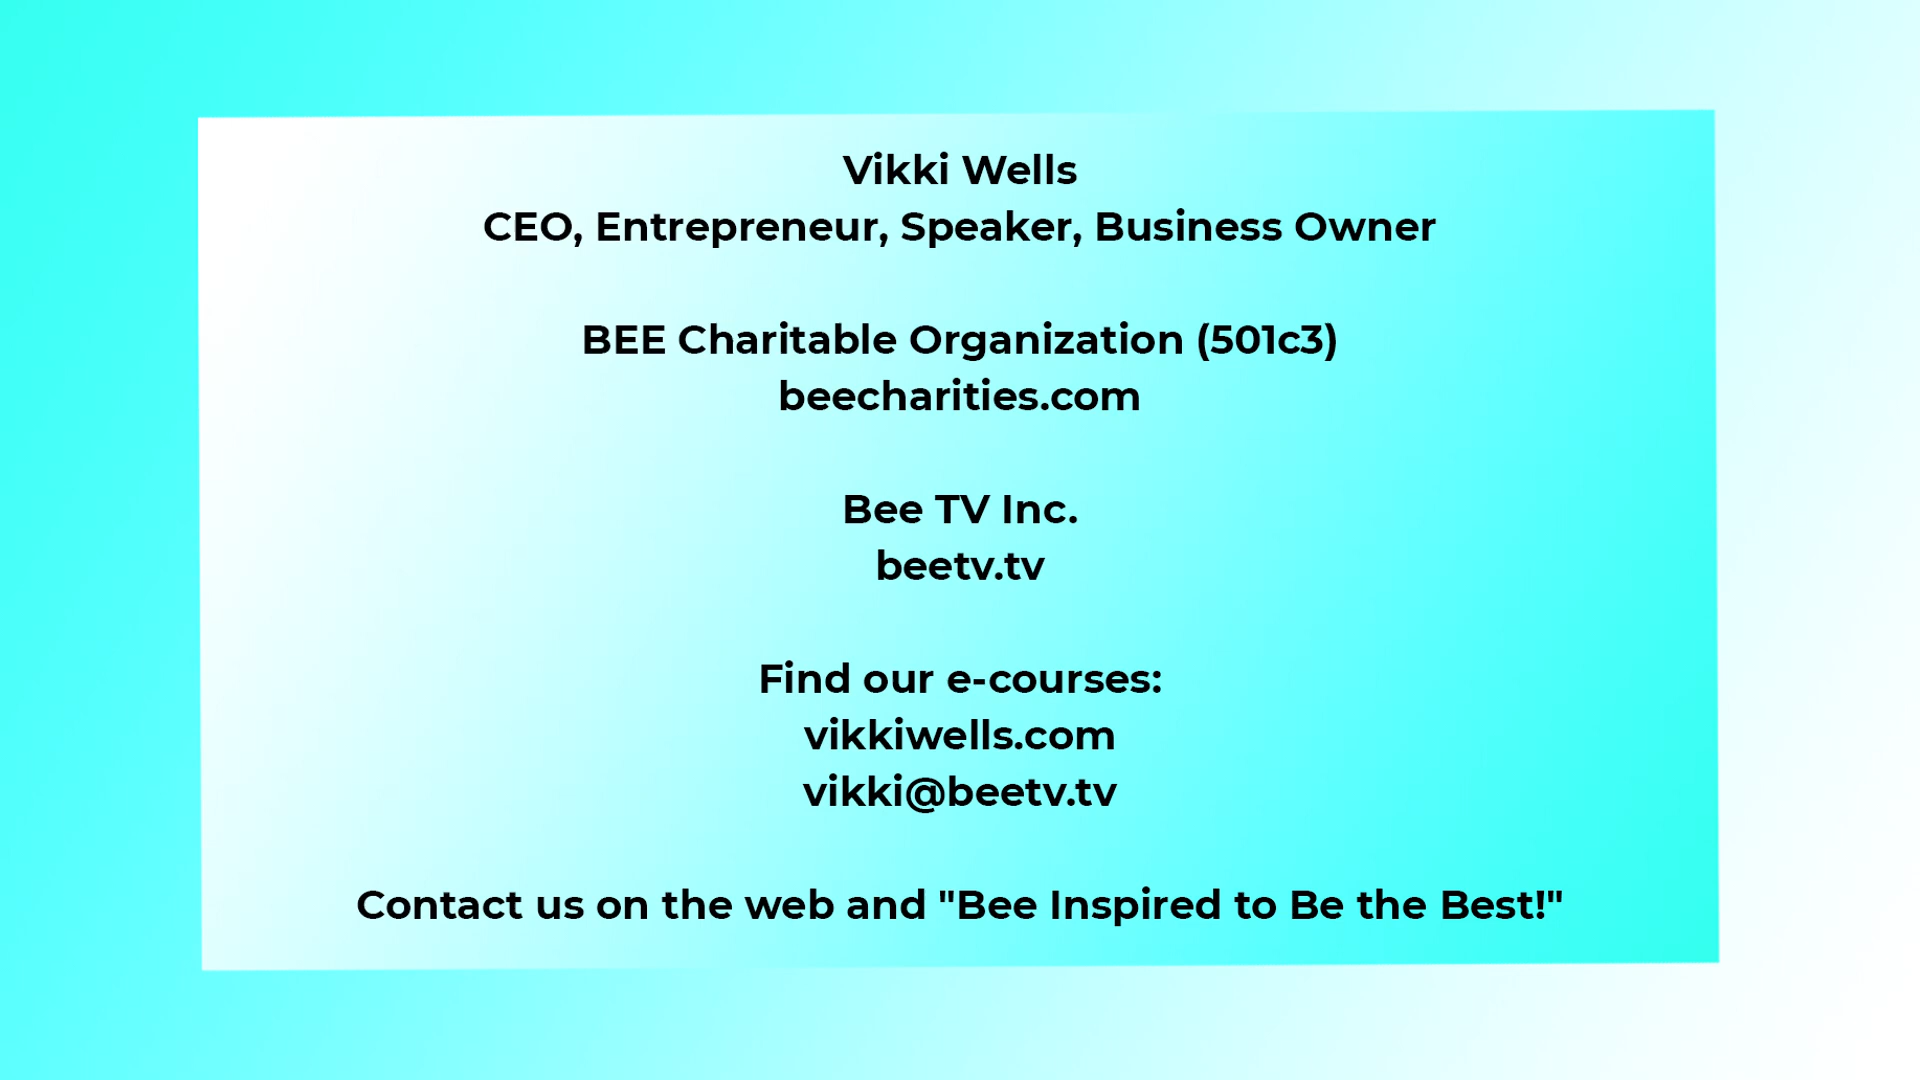 Vikki Wells
CEO, Entrepreneur, Speaker, Business Owner
BEE Charitable Organization (501c3)
beecharities.com
Bee TV Inc.
beetv.tv
Find our e-courses:
vikkiwells.com
vikki@beetv.tv
Contact us on the web and "Bee Inspired to Be the Best!"